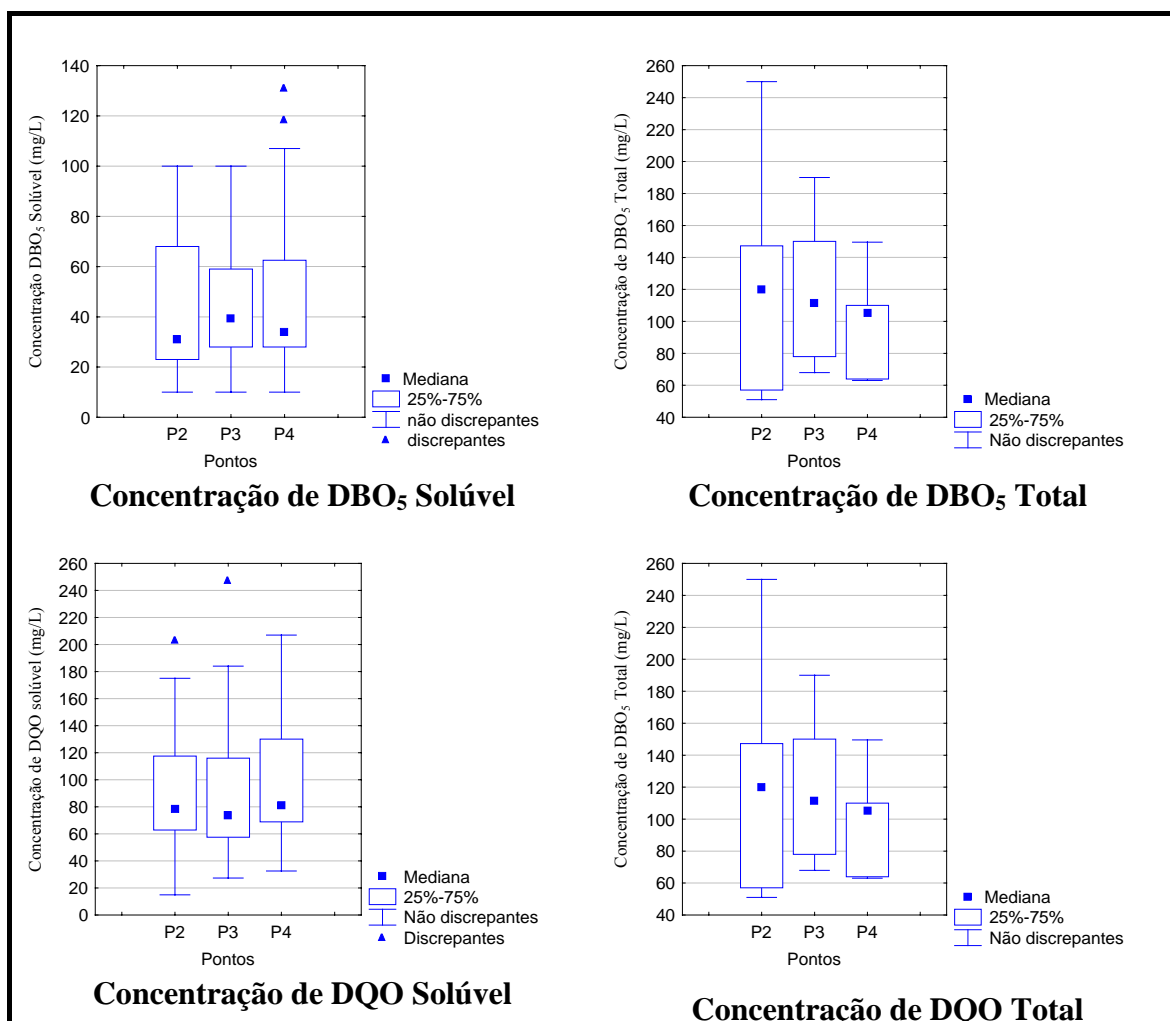 Concentração DBO5 Solúvel (mg/L)
140
120
100
80
60
40
20
0
P2 P3 P4
Pontos
Mediana
25%-75%
não discrepantes
discrepantes
Concentração de DBO5 Solúvel
Concentração de DBO5 Total (mg/L)
260
240
220
200
180
160
140
120
100
80
60
40
P2 P3 P4
Pontos
Mediana
25%-75%
Não discrepantes
Concentração de DBO5 Total
Concentração de DQO solúvel (mg/L)
260
240
220
200
180
160
140
120
100
80
60
40
20
0
P2 P3 P4
Pontos
Mediana
25%-75%
Não discrepantes
Discrepantes
Concentração de DQO Solúvel
Concentração de DBO5 Total (mg/L)
260
240
220
200
180
160
140
120
100
80
60
40
P2 P3 P4
Pontos
Mediana
25%-75%
Não discrepantes
Concentração de DOO Total